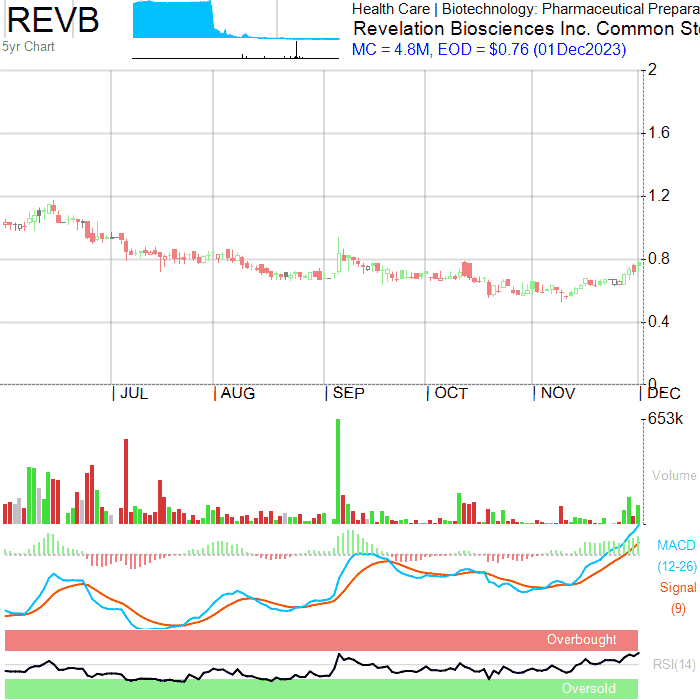 REVB
5yr Chart
Health Care | Biotechnology: Pharmaceutical Prepara
Revelation Biosciences Inc. Common St
MC = 4.8M, EOD = $0.76 (01Dec2023)
2
1.6
1.2
0.8
0.4
0
JUL AUG SEP OCT NOV DEC
653k
Volume
MACD
(12-26)
Signal
(9)
Overbought
RSI(14)
Oversold